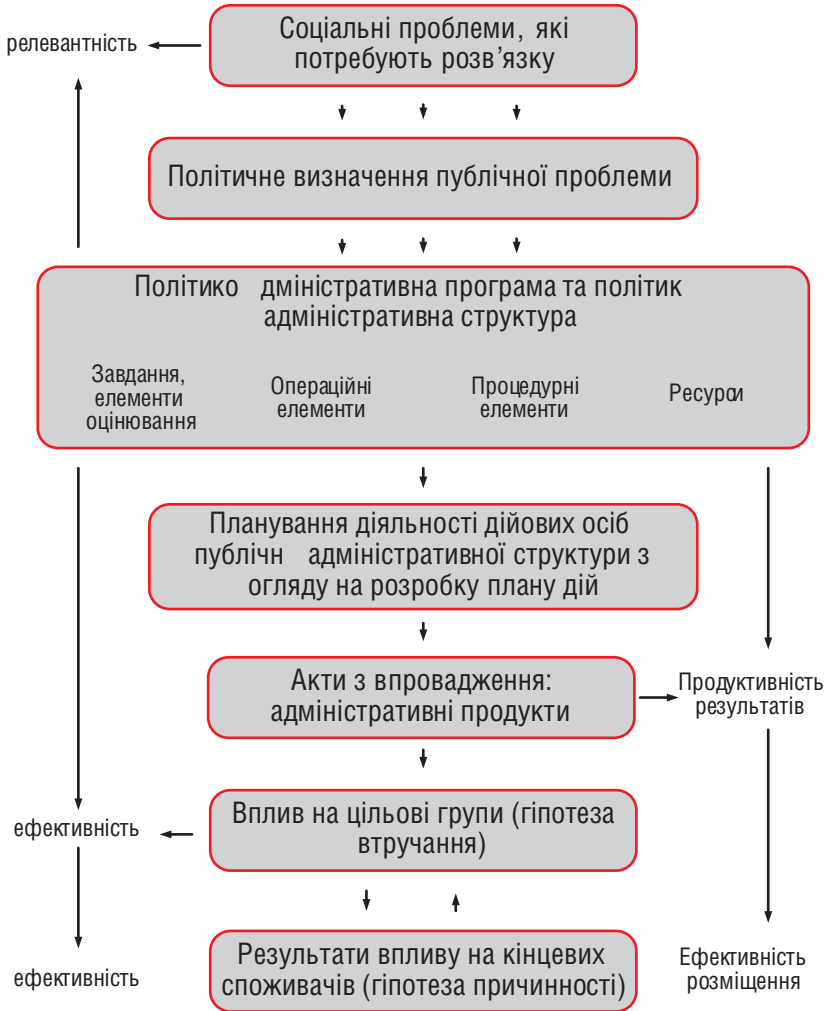 Соціальні проблеми, які
потребують розв’язку
релевантність
Політичне визначення публічної проблеми
Політико дміністративна програма та політик
адміністративна структура
Завдання,
елементи
оцінювання
Операційні
елементи
Процедурні
елементи
Ресурси
Планування діяльності дійових осіб
публічн адміністративної структури з
огляду на розробку плану дій
Акти з впровадження:
адміністративні продукти
Продуктивність
результатів
Вплив на цільові групи (гіпотеза
втручання)
ефективність
Результати впливу на кінцевих
споживачів (гіпотеза причинності)
ефективність
Ефективність
розміщення